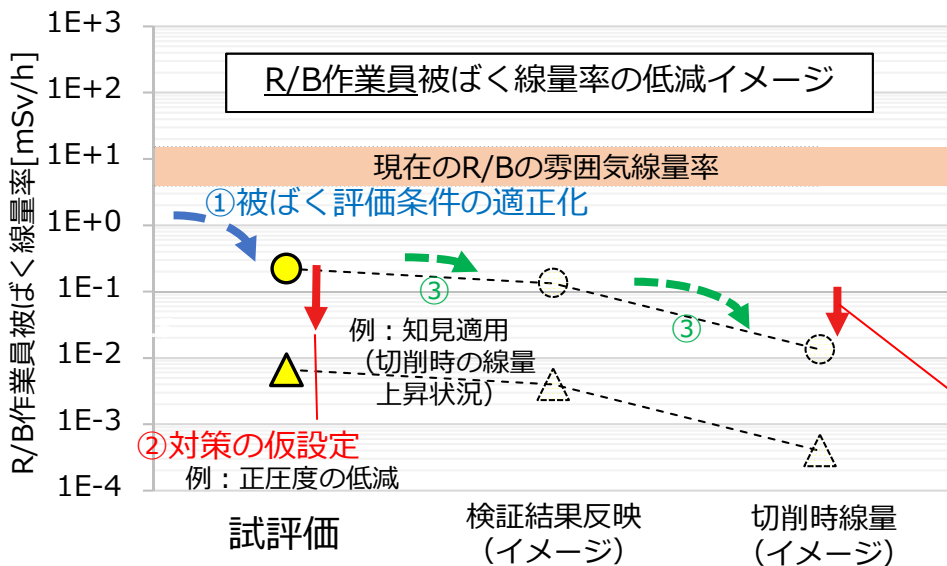 R/B作業員被ばく線量率の低減イメージ
R/B作業員被ばく線量率[mSv/h]
1E+3
1E+2
1E+1
1E+0
1E-1
1E-2
1E-3
1E-4
現在のR/Bの雰囲気線量率
①被ばく評価条件の適正化
③
③
例：知見適用
（切削時の線量
上昇状況）
②対策の仮設定
例：正圧度の低減
試評価
検証結果反映
（イメージ）
切削時線量
（イメージ）